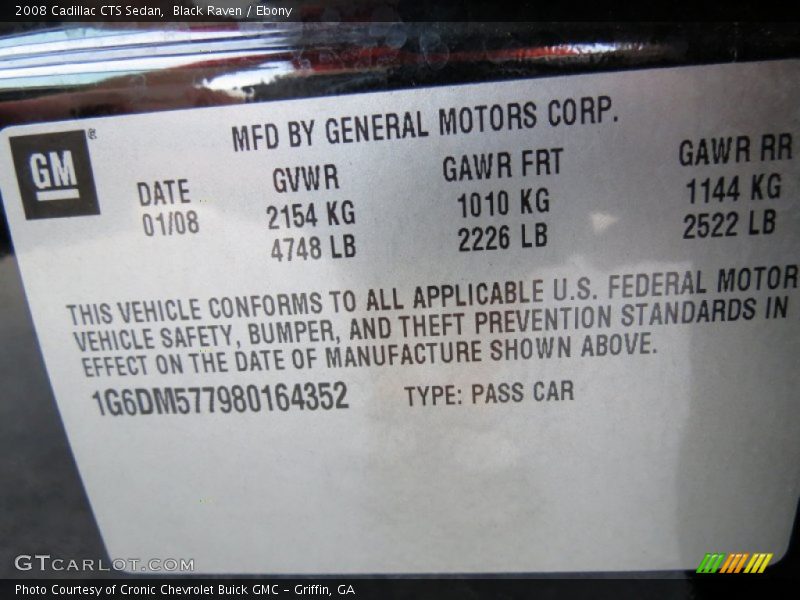 2008 Cadillac CTS Sedan, Black Raven / Ebony
MFD BY GENERAL MOTORS CORP.
GM®
DATE GVWR GAWR FRT GAWR RR
01/08 2154 KG 1010 KG 1144 KG
4748 LB 2226 LB 2522 LB
THIS VEHICLE CONFORMS TO ALL APPLICABLE U.S. FEDERAL MOTOR
VEHICLE SAFETY, BUMPER, AND THEFT PREVENTION STANDARDS IN
EFFECT ON THE DATE OF MANUFACTURE SHOWN ABOVE.
1G6DM577980164352 TYPE: PASS CAR
GTCARLOT.COM
Photo Courtesy of Cronic Chevrolet Buick GMC – Griffin, GA